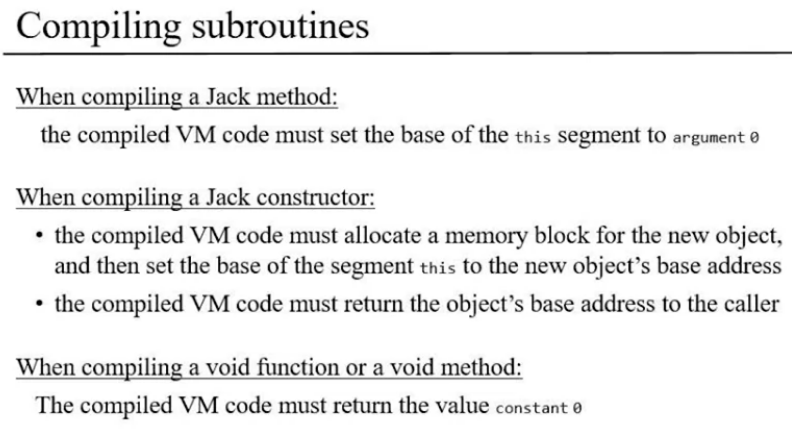 Compiling subroutines
When compiling a Jack method:
the compiled VM code must set the base of the this segment to argument 0
When compiling a Jack constructor:
• the compiled VM code must allocate a memory block for the new object,
and then set the base of the segment this to the new object's base address
• the compiled VM code must return the object's base address to the caller
When compiling a void function or a void method:
The compiled VM code must return the value constant 0